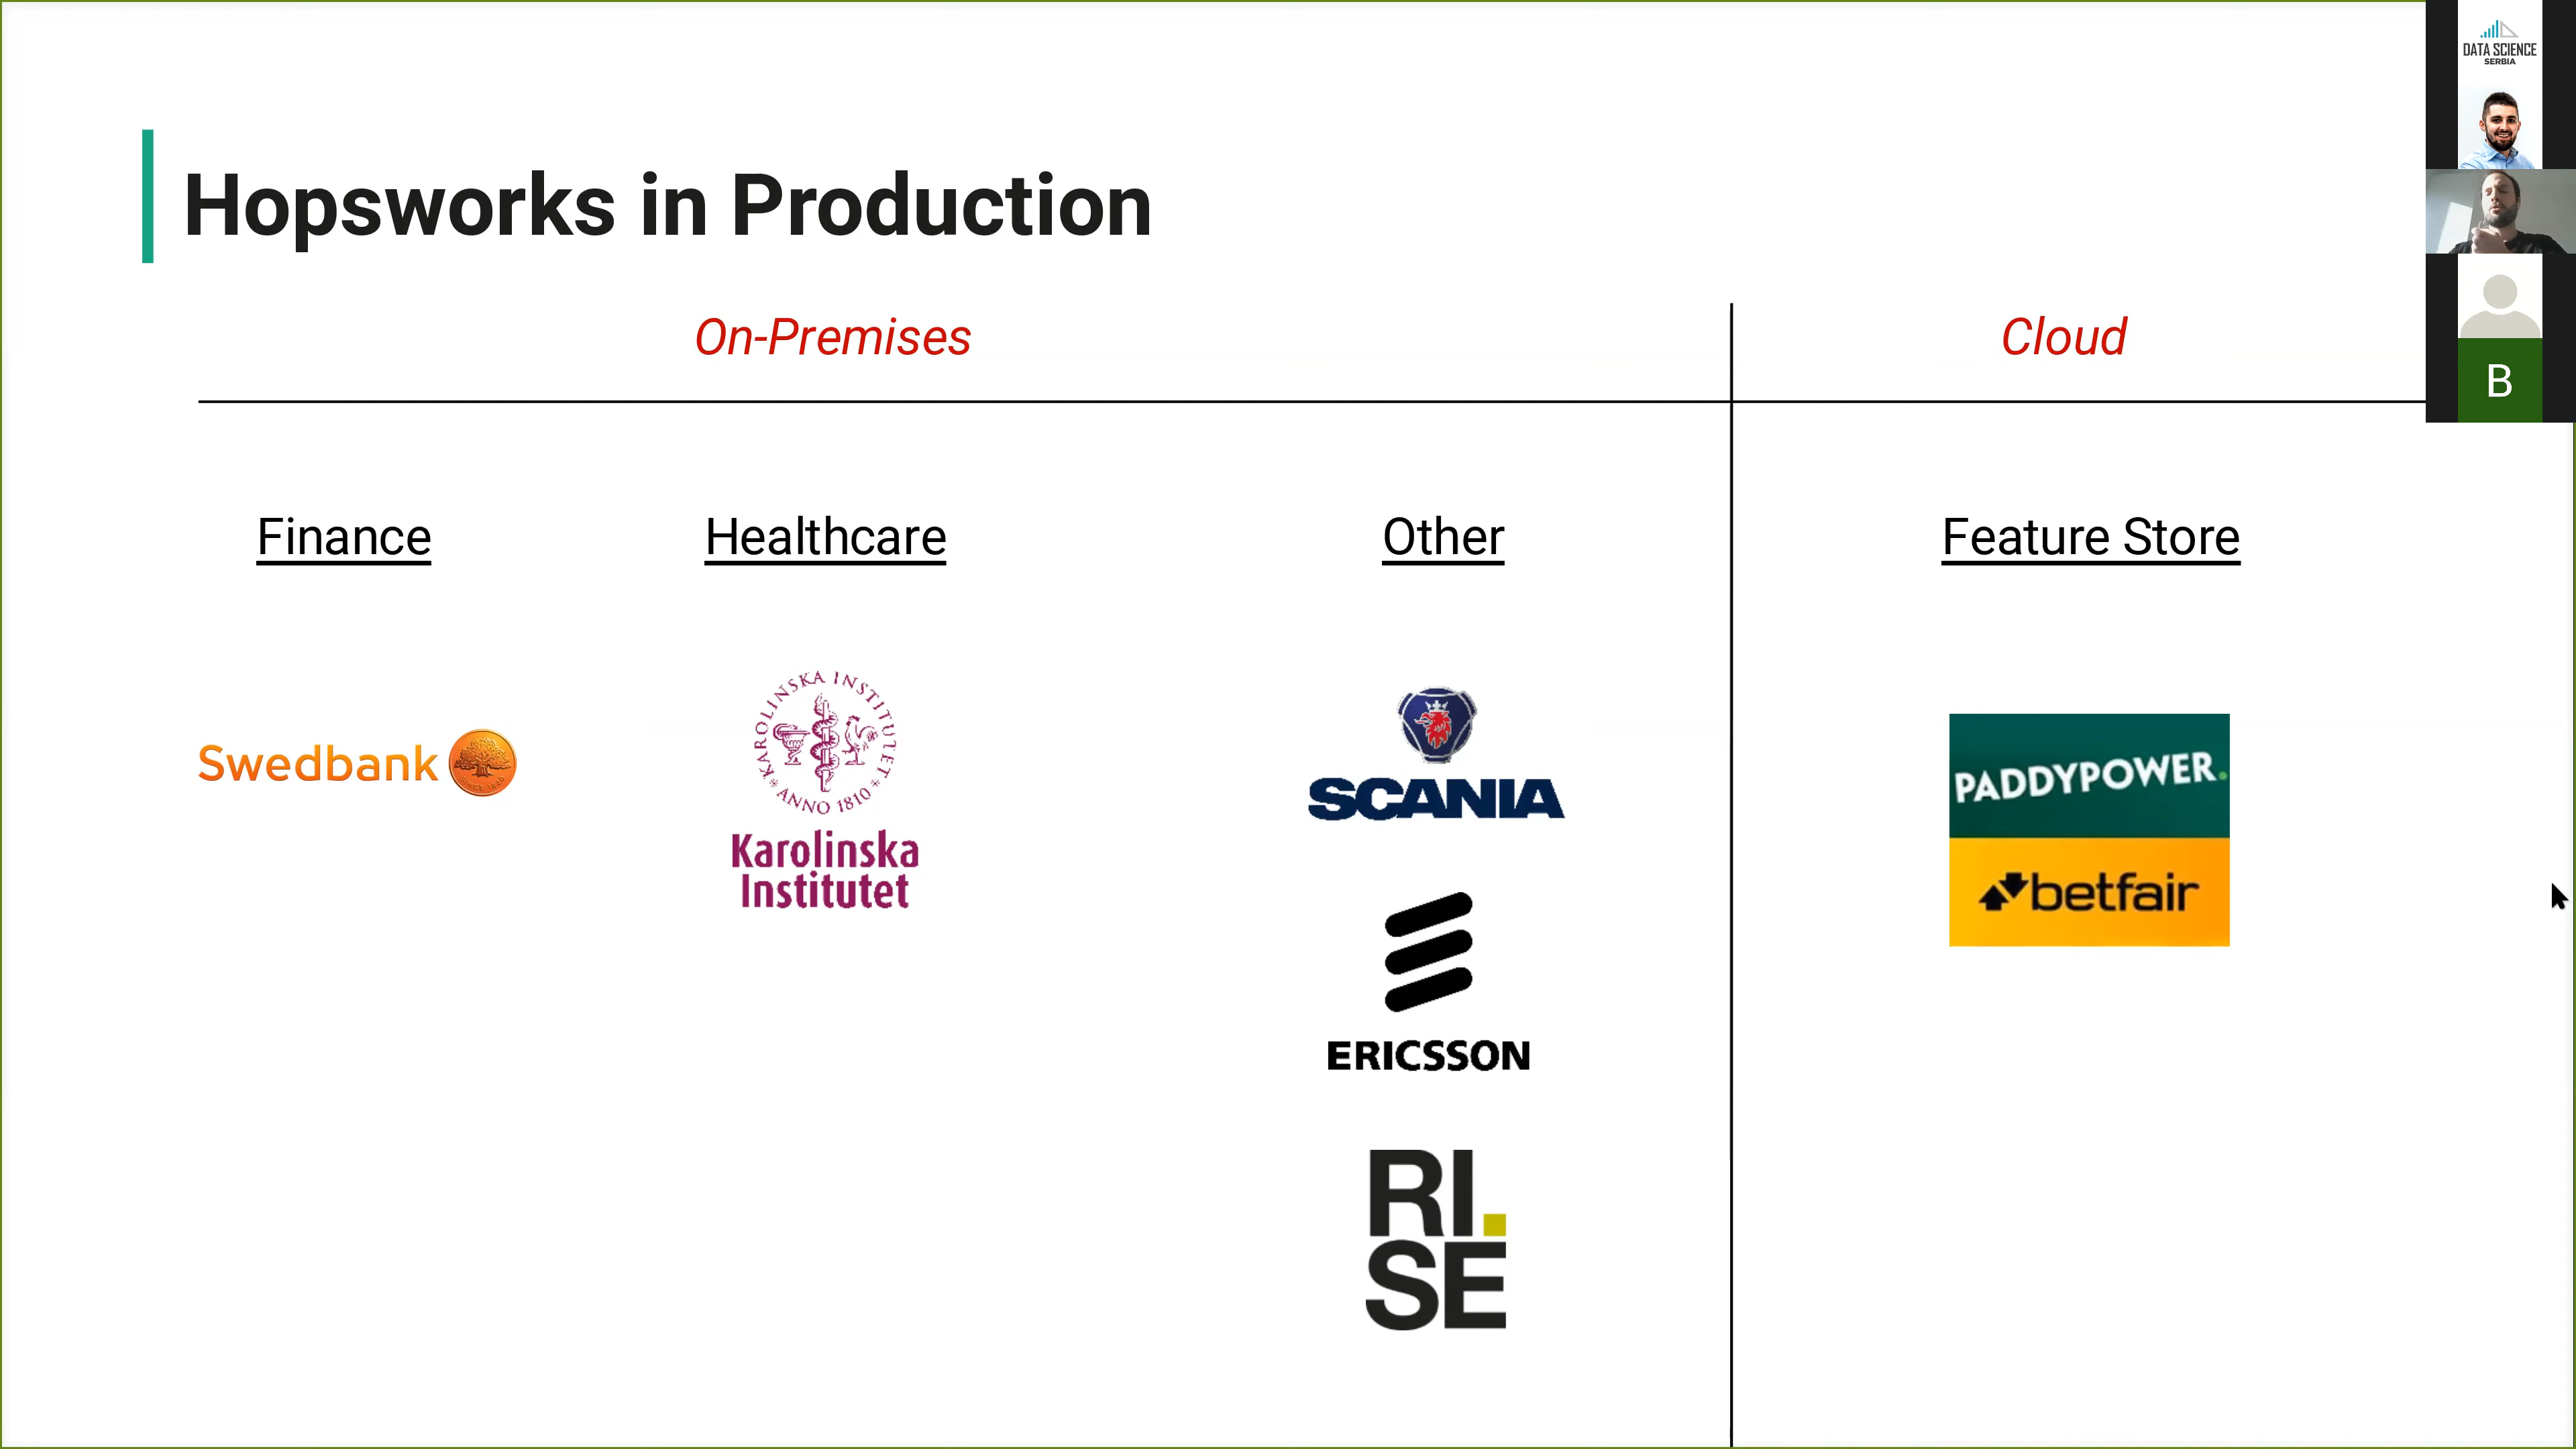 DATA SCIENCE
SERBIA
Hopsworks in Production
On-Premises
Cloud
B
Finance
Healthcare
Other
Feature Store
Swedbank
KAROLINSKA INSTITUTET
ANNO 1810
Karolinska
Institutet
SCANIA
ERICSSON
RI.
SE
PADDYPOWER.
betfair